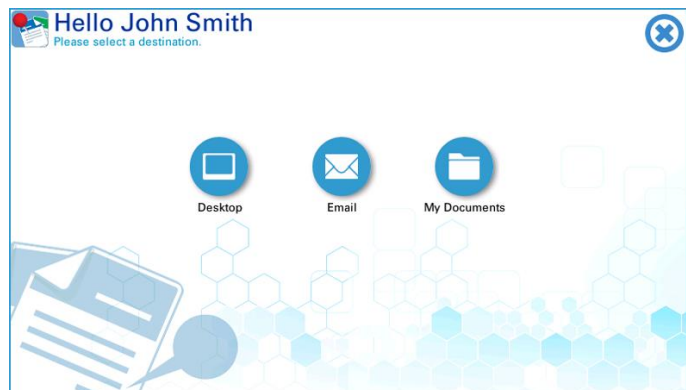 Hello John Smith
Please select a destination.
Desktop
Email
My Documents